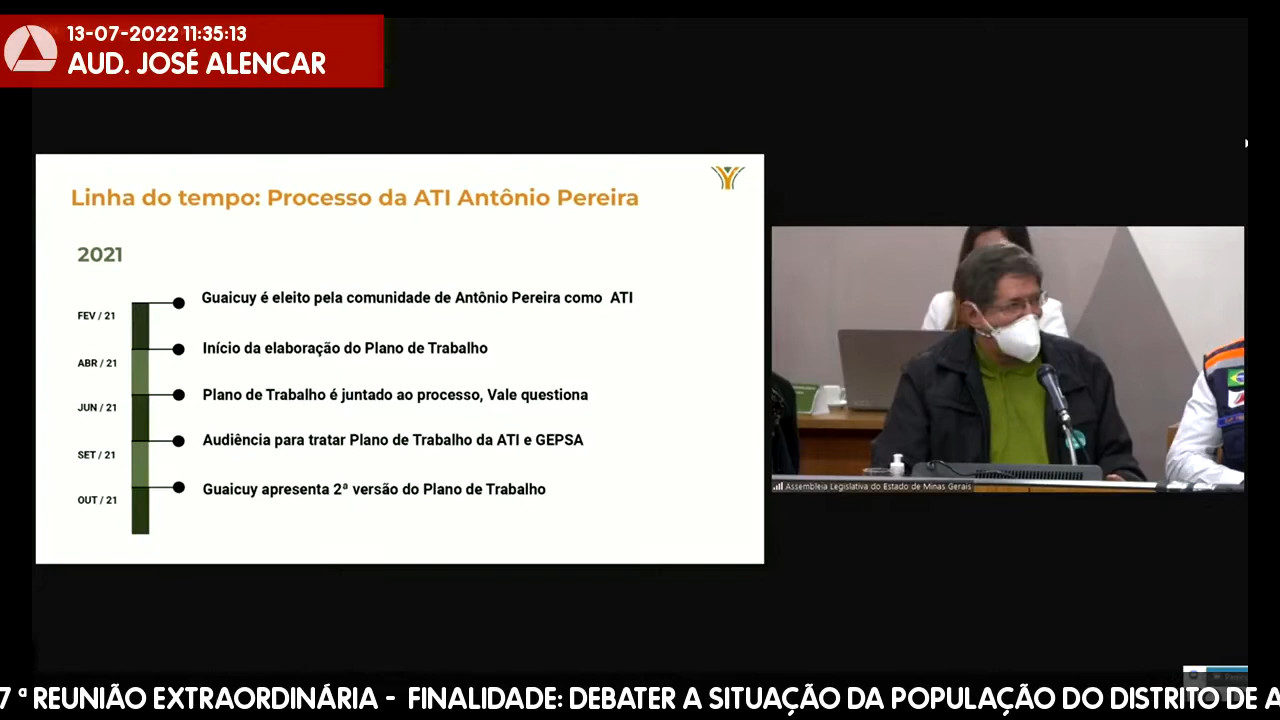 13-07-2022 11:35:13
AUD. JOSÉ ALENCAR
Linha do tempo: Processo da ATI Antônio Pereira
2021
FEV / 21
Guaicuy é eleito pela comunidade de Antônio Pereira como ATI
ABR / 21
Início da elaboração do Plano de Trabalho
JUN / 21
Plano de Trabalho é juntado ao processo, Vale questiona
SET / 21
Audiência para tratar Plano de Trabalho da ATI e GEPSA
OUT / 21
Guaicuy apresenta 2ª versão do Plano de Trabalho
Assembleia Legislativa do Estado de Minas Gerais
7 ª REUNIÃO EXTRAORDINÁRIA - FINALIDADE: DEBATER A SITUAÇÃO DA POPULAÇÃO DO DISTRITO DE A